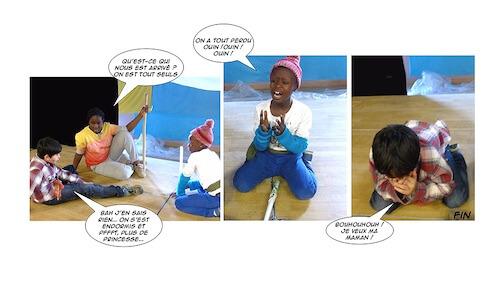 QU'EST-CE QUI
NOUS EST ARRIVÉ ?
ON EST TOUT SEULS
BAH J'EN SAIS
RIEN... ON S'EST
ENDORMIS ET
PFFFT, PLUS DE
PRINCESSE...
ON A TOUT PERDU
OUIN !OUIN !
OUIN !
BOUHOUHOUH !
JE VEUX MA
MAMAN !
FIN